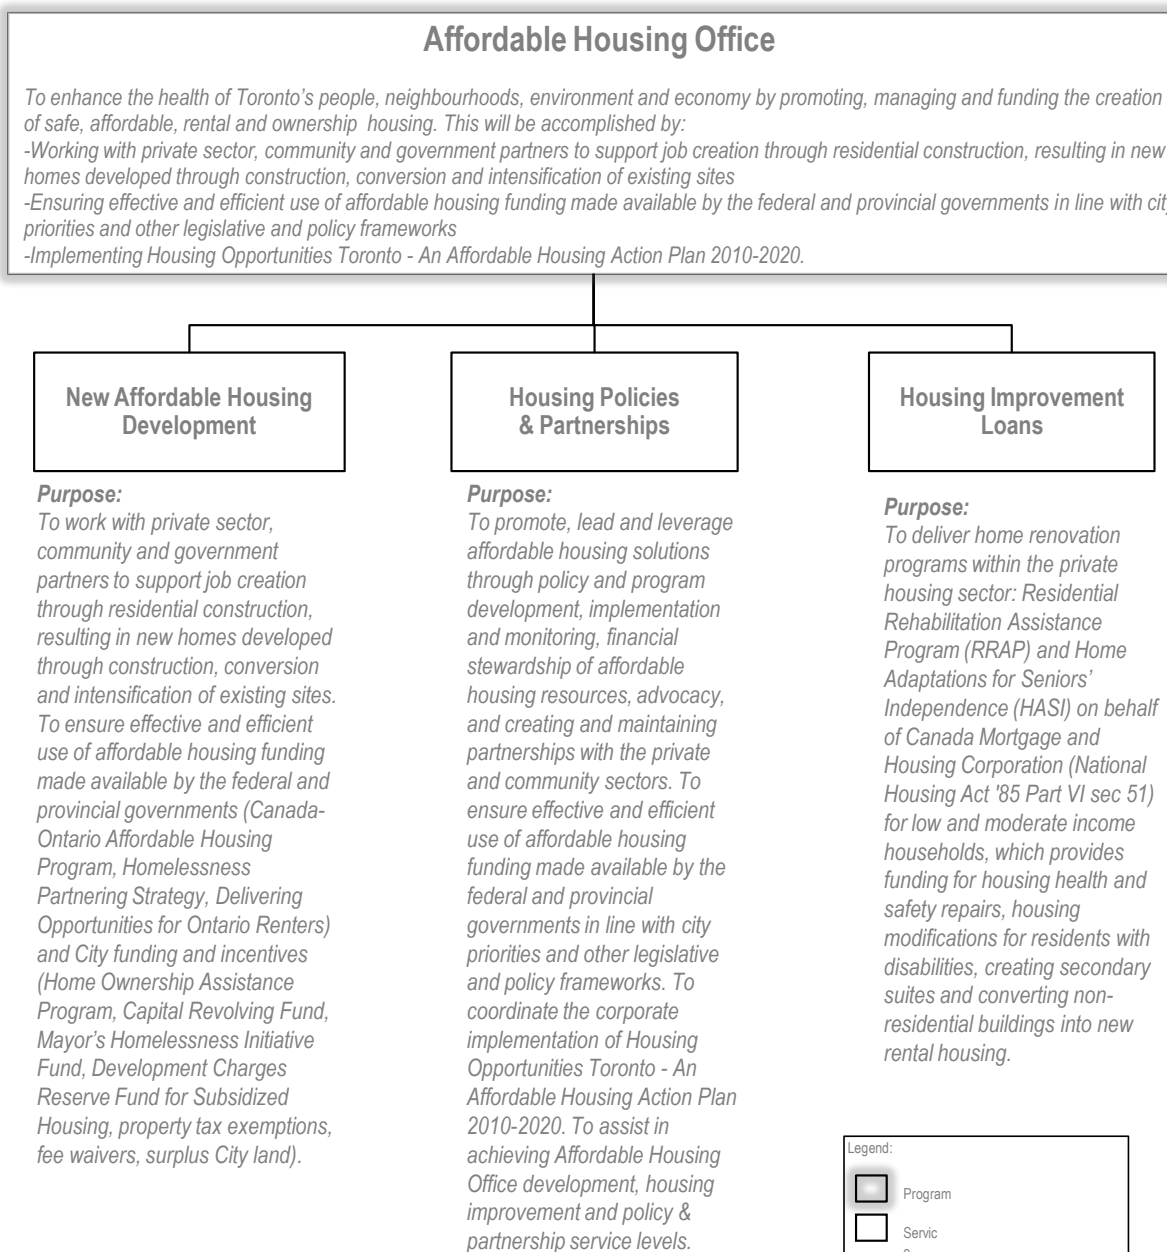 Affordable Housing Office
To enhance the health of Toronto's people, neighbourhoods, environment and economy by promoting, managing and funding the creation
of safe, affordable, rental and ownership housing. This will be accomplished by:
-Working with private sector, community and government partners to support job creation through residential construction, resulting in new
homes developed through construction, conversion and intensification of existing sites
-Ensuring effective and efficient use of affordable housing funding made available by the federal and provincial governments in line with city
priorities and other legislative and policy frameworks
-Implementing Housing Opportunities Toronto - An Affordable Housing Action Plan 2010-2020.
New Affordable Housing
Development
Purpose:
To work with private sector,
community and government
partners to support job creation
through residential construction,
resulting in new homes developed
through construction, conversion
and intensification of existing sites.
To ensure effective and efficient
use of affordable housing funding
made available by the federal and
provincial governments (Canada-
Ontario Affordable Housing
Program, Homelessness
Partnering Strategy, Delivering
Opportunities for Ontario Renters)
and City funding and incentives
(Home Ownership Assistance
Program, Capital Revolving Fund,
Mayor's Homelessness Initiative
Fund, Development Charges
Reserve Fund for Subsidized
Housing, property tax exemptions,
fee waivers, surplus City land).
Housing Policies
& Partnerships
Purpose:
To promote, lead and leverage
affordable housing solutions
through policy and program
development, implementation
and monitoring, financial
stewardship of affordable
housing resources, advocacy,
and creating and maintaining
partnerships with the private
and community sectors. To
ensure effective and efficient
use of affordable housing
funding made available by the
federal and provincial
governments in line with city
priorities and other legislative
and policy frameworks. To
coordinate the corporate
implementation of Housing
Opportunities Toronto - An
Affordable Housing Action Plan
2010-2020. To assist in
achieving Affordable Housing
Office development, housing
improvement and policy &
partnership service levels.
Housing Improvement
Loans
Purpose:
To deliver home renovation
programs within the private
housing sector: Residential
Rehabilitation Assistance
Program (RRAP) and Home
Adaptations for Seniors'
Independence (HASI) on behalf
of Canada Mortgage and
Housing Corporation (National
Housing Act '85 Part VI sec 51)
for low and moderate income
households, which provides
funding for housing health and
safety repairs, housing
modifications for residents with
disabilities, creating secondary
suites and converting non-
residential buildings into new
rental housing.
Legend:
Program
Servic